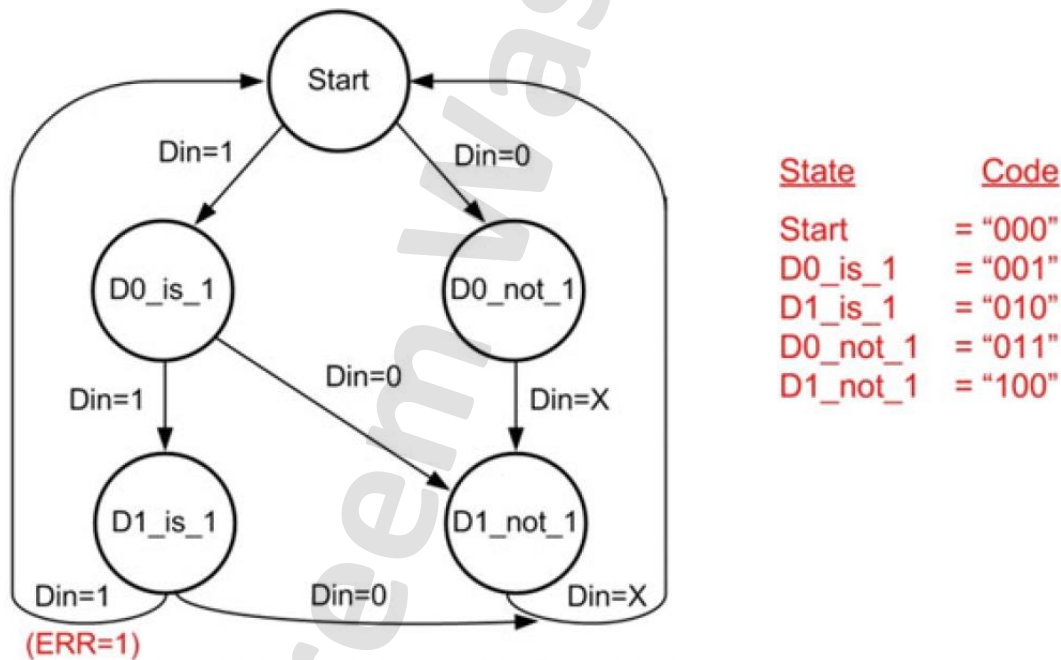 Start
Din=1
Din=0
D0_is_1
D0_not_1
Din=1
Din=0
Din=X
D1_is_1
D1_not_1
Din=1
Din=0
Din=X
(ERR=1)
State Code
Start = “000”
D0_is_1 = “001”
D1_is_1 = “010”
D0_not_1 = “011”
D1_not_1 = “100”